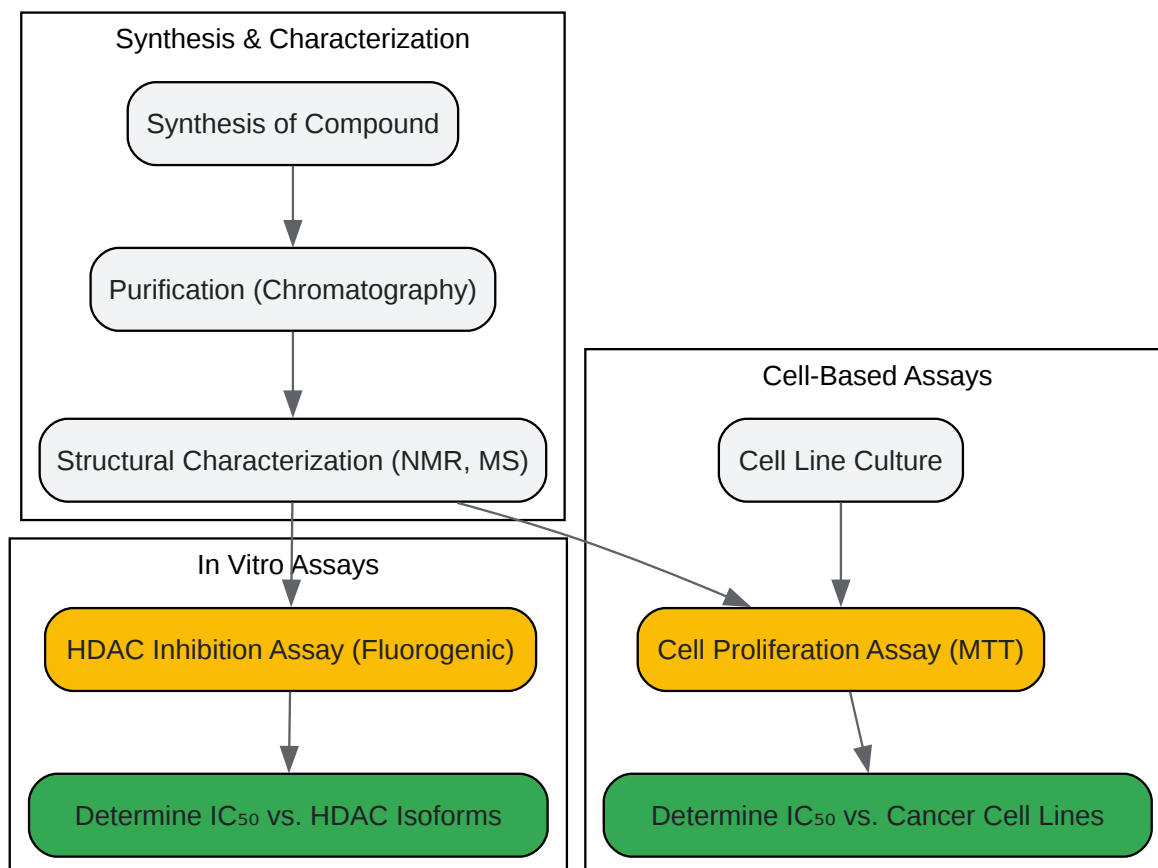 Synthesis & Characterization
Synthesis of Compound
Purification (Chromatography)
Structural Characterization (NMR, MS)
In Vitro Assays
HDAC Inhibition Assay (Fluorogenic)
Determine IC₅₀ vs. HDAC Isoforms
Cell-Based Assays
Cell Line Culture
Cell Proliferation Assay (MTT)
Determine IC₅₀ vs. Cancer Cell Lines